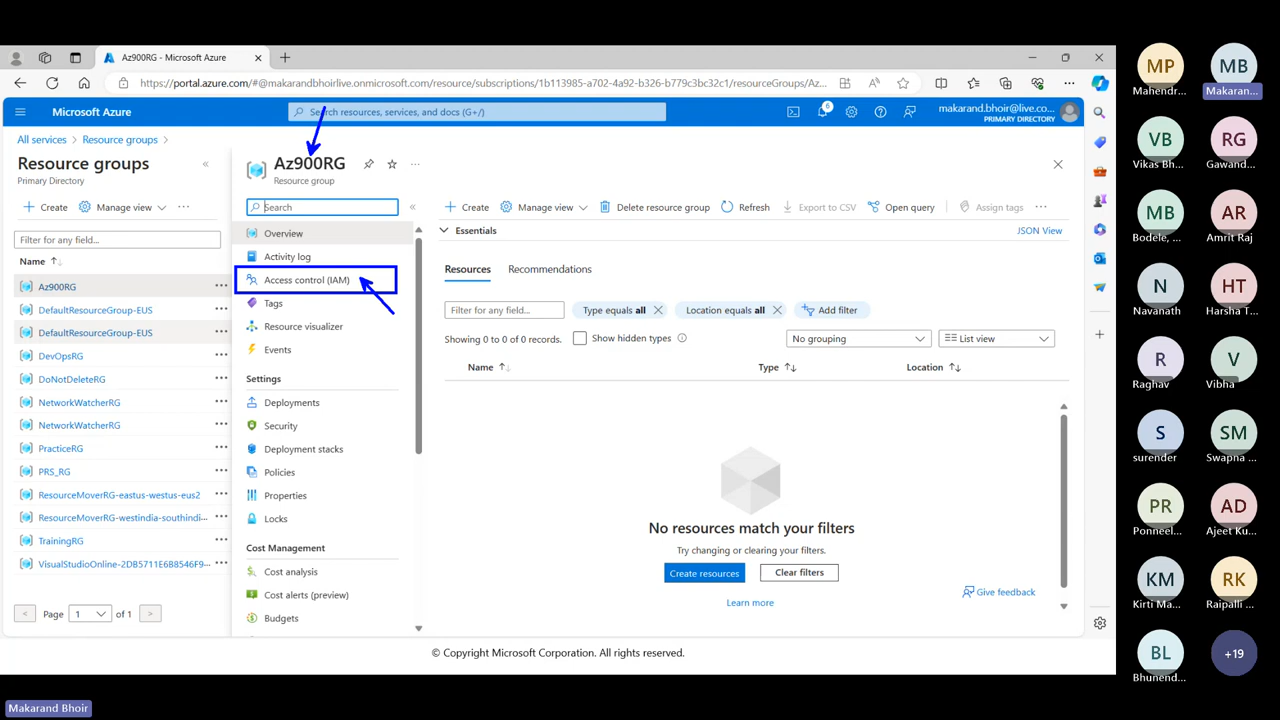 Az900RG - Microsoft Azure
https://portal.azure.com/#@makarandbhoirlive.onmicrosoft.com/resource/subscriptions/1b113985-a702-4a92-b326-b779c3bc32c1/resourceGroups/Az...
Microsoft Azure
Search resources, services, and docs (G+/)
6
makarand.bhoir@live.co...
PRIMARY DIRECTORY
All services
Resource groups
Resource groups
Primary Directory
Create
Manage view
Filter for any field...
Name
Az900RG
DefaultResourceGroup-EUS
DefaultResourceGroup-EUS
DevOpsRG
DoNotDeleteRG
NetworkWatcherRG
NetworkWatcherRG
PracticeRG
PRS_RG
ResourceMoverRG-eastus-westus-eus2
ResourceMoverRG-westindia-southindi...
TrainingRG
VisualStudioOnline-2DB5711E6B8546F9...
Page 1 of 1
Az900RG
Resource group
Search
Overview
Activity log
Access control (IAM)
Tags
Resource visualizer
Events
Settings
Deployments
Security
Deployment stacks
Policies
Properties
Locks
Cost Management
Cost analysis
Cost alerts (preview)
Budgets
Create
Manage view
Delete resource group
Refresh
Export to CSV
Open query
Assign tags
Essentials
JSON View
Resources
Recommendations
Filter for any field...
Type equals all
Location equals all
Add filter
Showing 0 to 0 of 0 records.
Show hidden types
No grouping
List view
Name
Type
Location
No resources match your filters
Try changing or clearing your filters.
Create resources
Clear filters
Learn more
Give feedback
© Copyright Microsoft Corporation. All rights reserved.
MP
Mahendr...
MB
Makaran...
VB
Vikas Bh...
RG
Gawand...
MB
Bodele, ...
AR
Amrit Raj
N
Navanath
HT
Harsha T...
R
Raghav
V
Vibha
S
surender
SM
Swapna ...
PR
Ponneel...
AD
Ajeet Ku...
KM
Kirti Ma...
RK
Raipalli ...
BL
Bhunend...
+19
Makarand Bhoir